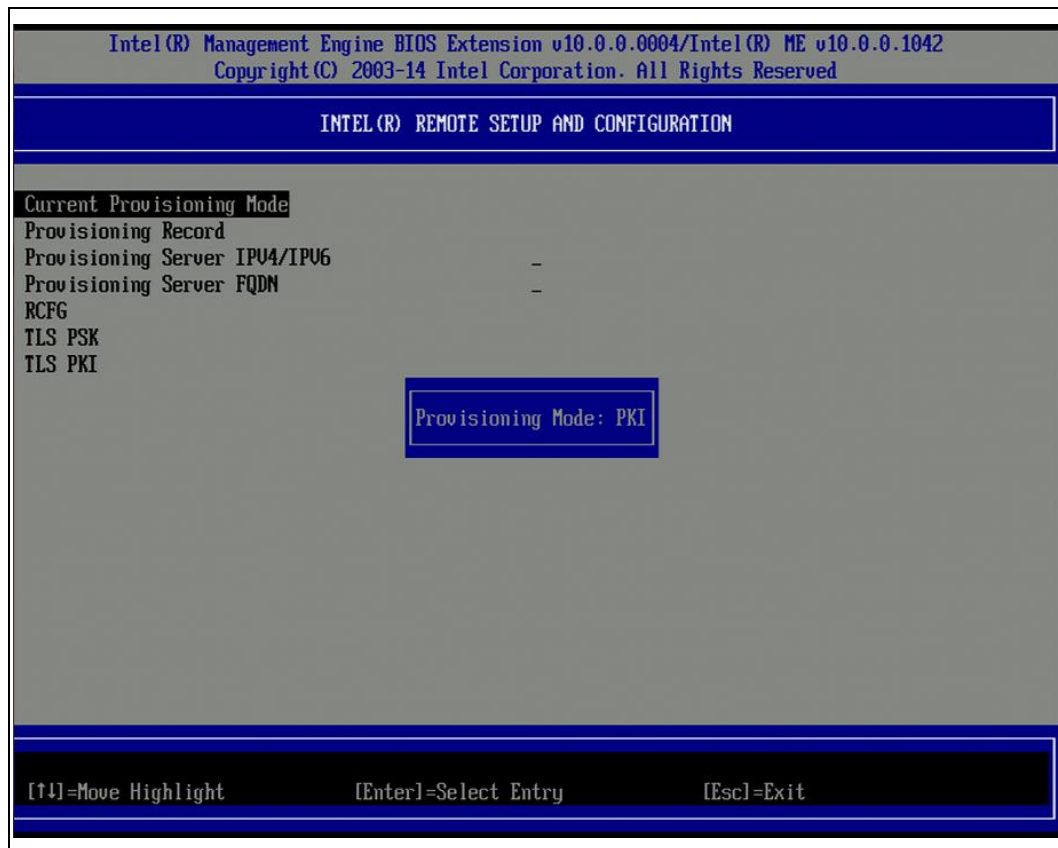 Intel(R) Management Engine BIOS Extension v10.0.0.0004/Intel(R) ME v10.0.0.1042
Copyright(C) 2003-14 Intel Corporation. All Rights Reserved
INTEL(R) REMOTE SETUP AND CONFIGURATION
Current Provisioning Mode
Provisioning Record
Provisioning Server IPV4/IPV6 _
Provisioning Server FQDN _
RCFG
TLS PSK
TLS PKI
Provisioning Mode: PKI
[↑↓]=Move Highlight [Enter]=Select Entry [Esc]=Exit